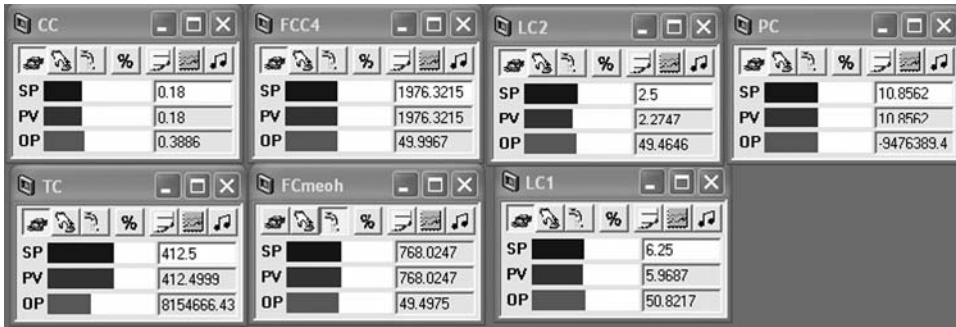 CC
%
SP 0.18
PV 0.18
OP 0.3886
FCC4
%
SP 1976.3215
PV 1976.3215
OP 49.9967
LC2
%
SP 2.5
PV 2.2747
OP 49.4646
PC
%
SP 10.8562
PV 10.8562
OP -9476389.4
TC
%
SP 412.5
PV 412.4999
OP 8154666.43
FCmeoh
%
SP 768.0247
PV 768.0247
OP 49.4975
LC1
%
SP 6.25
PV 5.9687
OP 50.8217